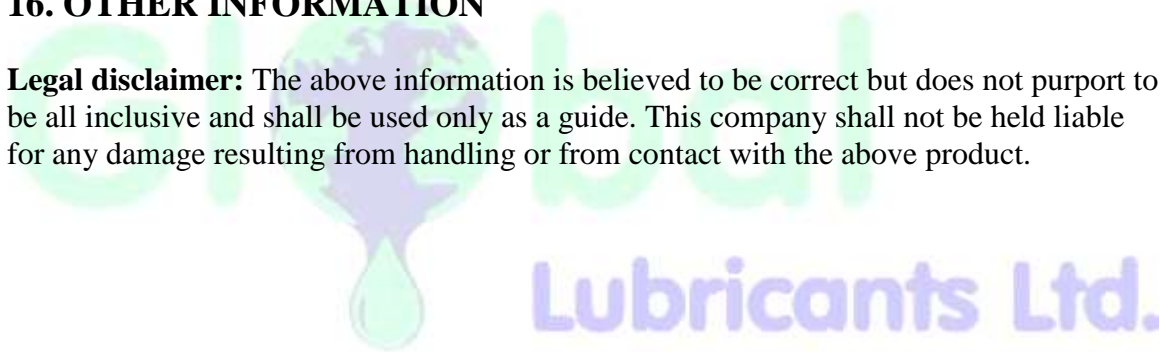 16. OTHER INFORMATION
Legal disclaimer: The above information is believed to be correct but does not purport to
be all inclusive and shall be used only as a guide. This company shall not be held liable
for any damage resulting from handling or from contact with the above product.
Global
Lubricants Ltd.